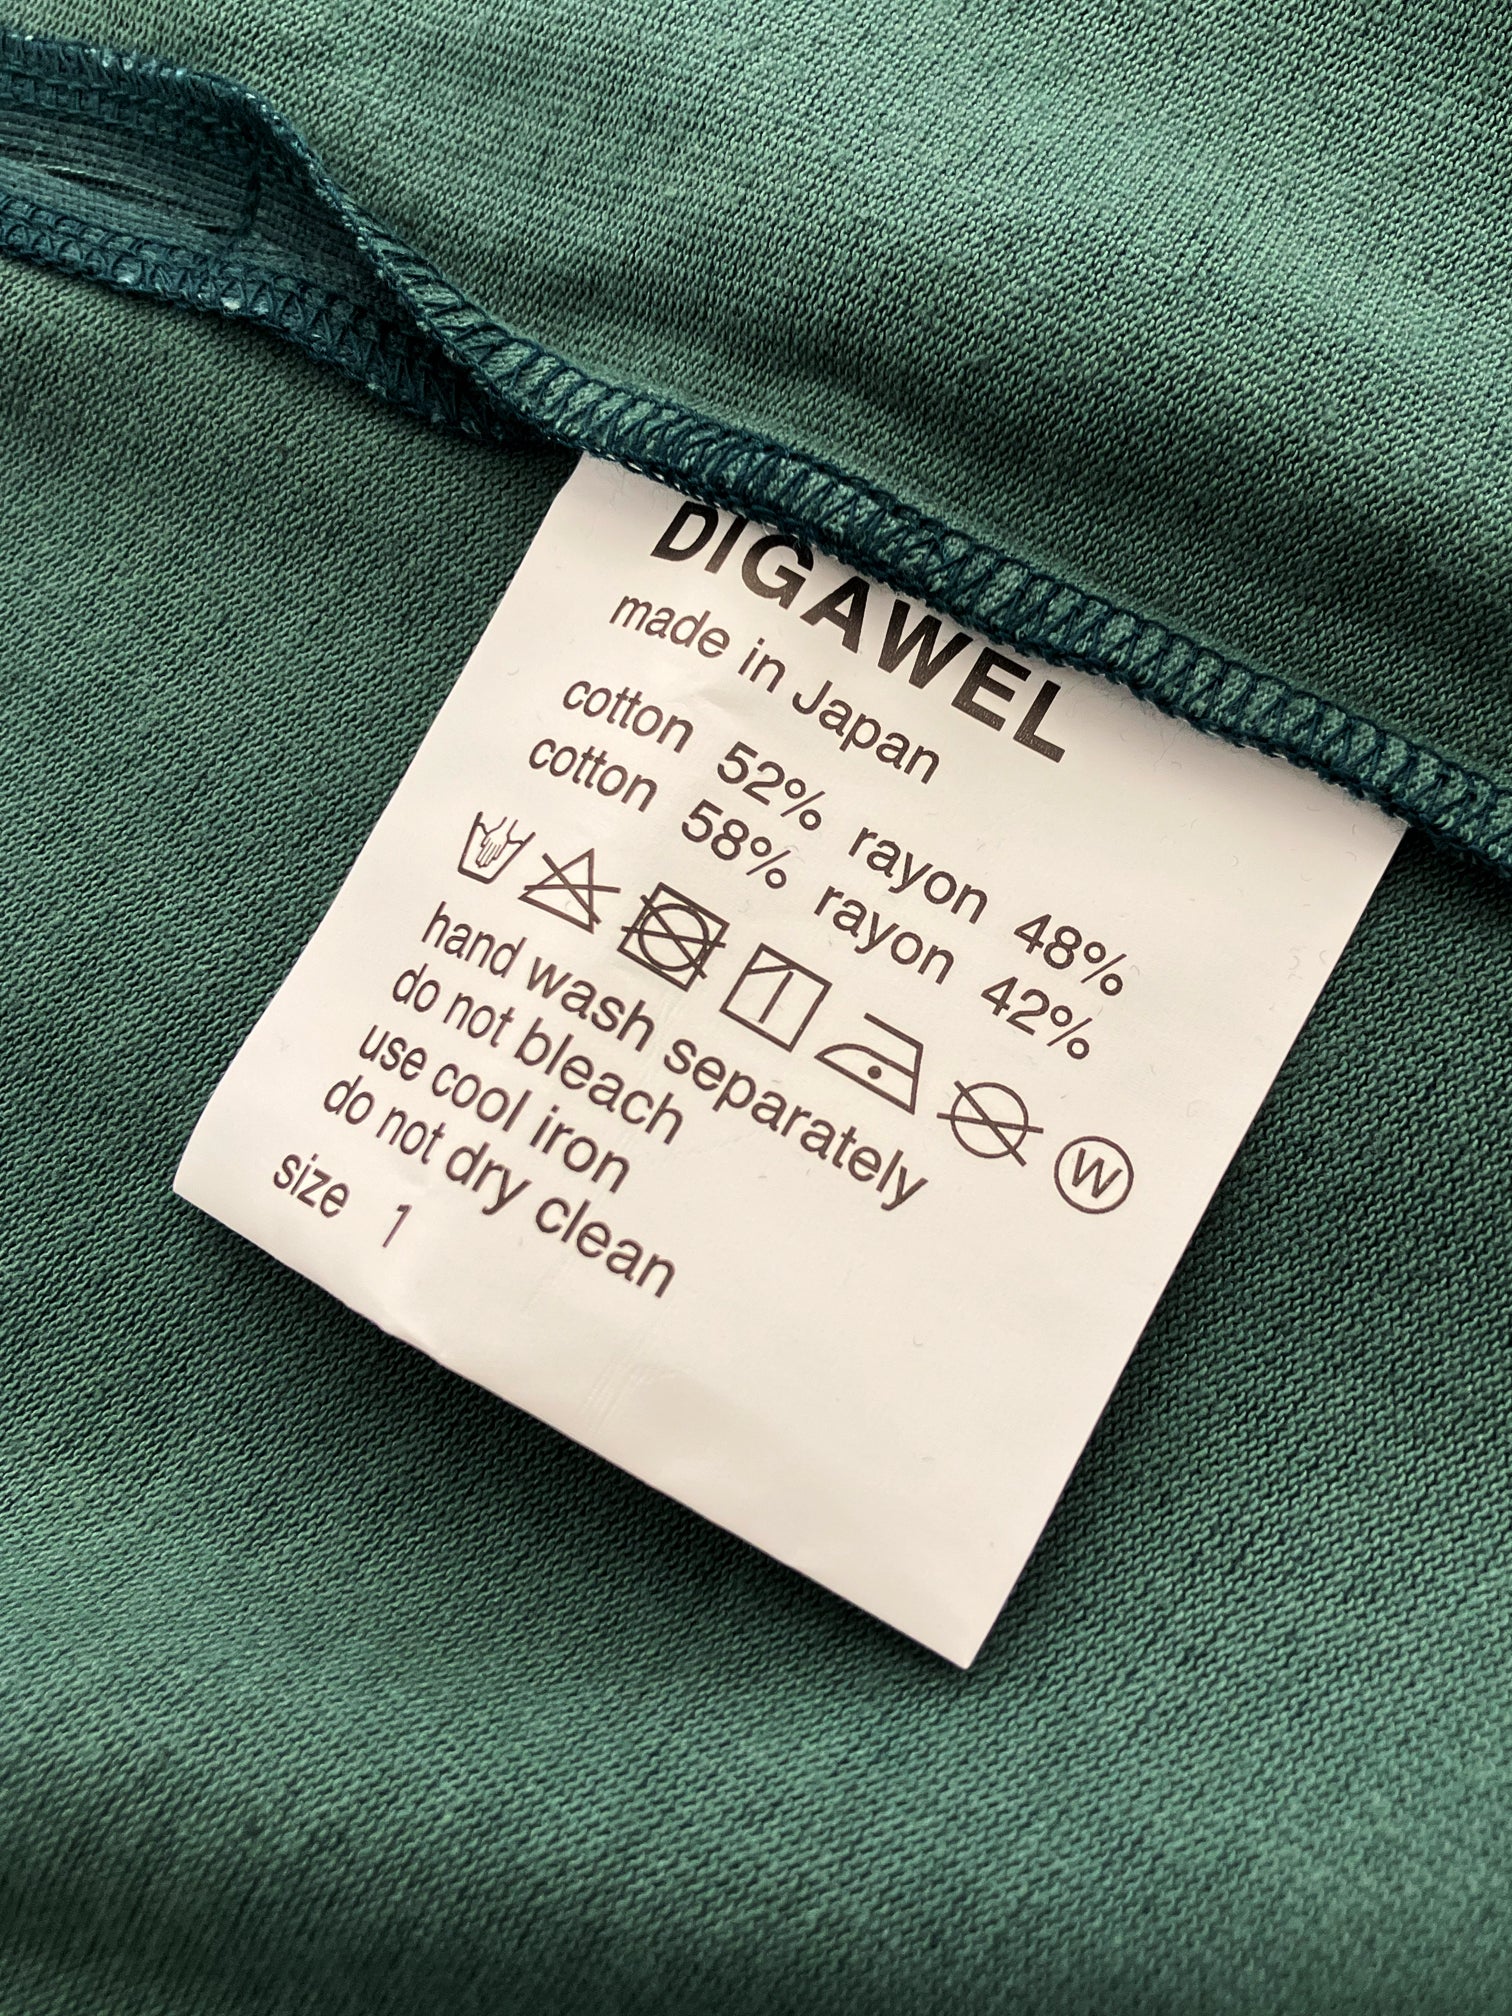 DIGAWEL
made in Japan
cotton 52% rayon 48%
cotton 58% rayon 42%
W
hand wash separately
do not bleach
use cool iron
do not dry clean
size 1